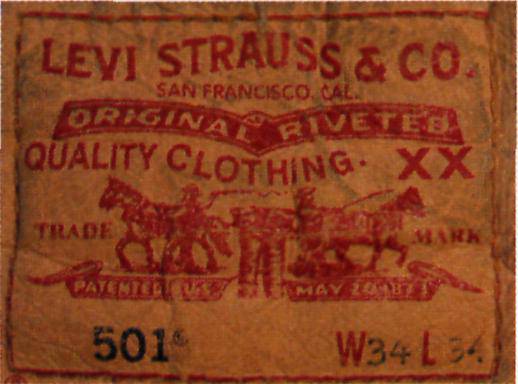 LEVI STRAUSS & CO.
SAN FRANCISCO, CAL.
ORIGINAL RIVETED
QUALITY CLOTHING. XX
TRADE MARK
PATENTED U.S. MAY 20 1873
501® W34 L 34